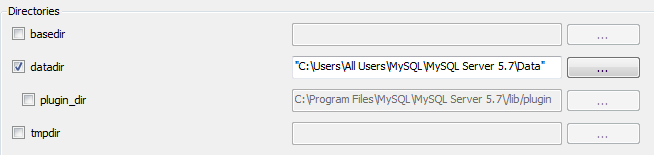 Directories
basedir ...
datadir "C:\Users\All Users\MySQL\MySQL Server 5.7\Data" ...
plugin_dir C:\Program Files\MySQL\MySQL Server 5.7\/lib/plugin ...
tmpdir ...